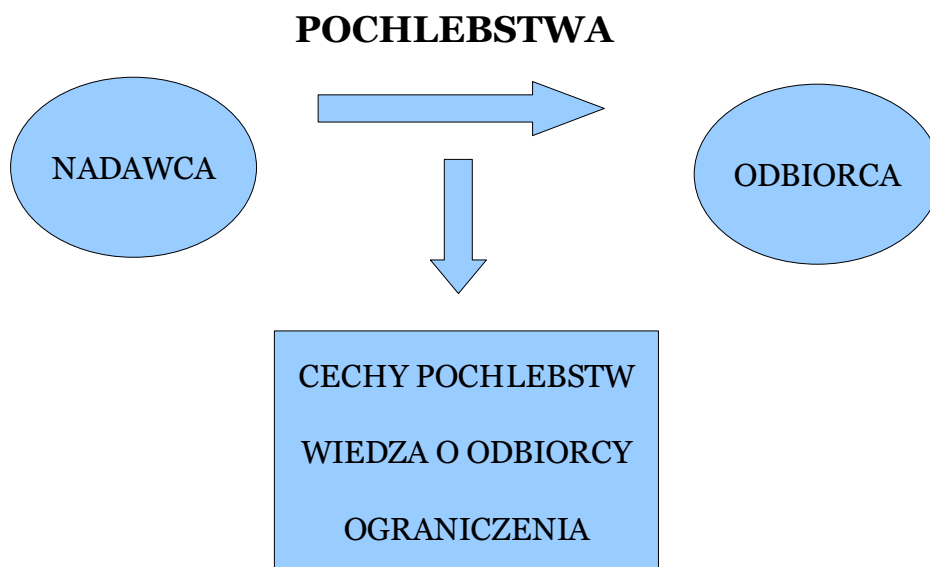 POCHLEBSTWA
NADAWCA
ODBIORCA
CECHY POCHLEBSTW
WIEDZA O ODBIORCY
OGRANICZENIA